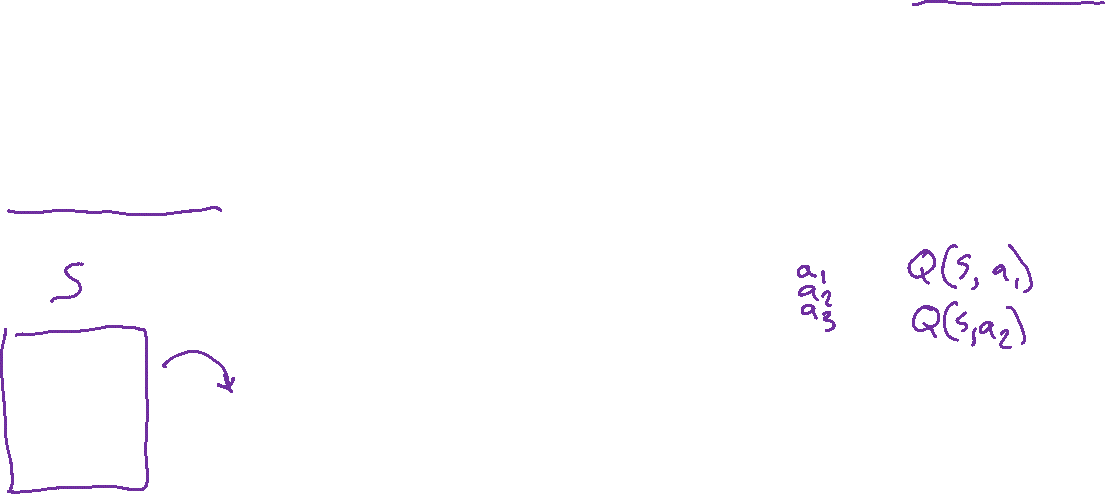 S
a₁
a₂
a₃
Q(s, a₁)
Q(s, a₂)